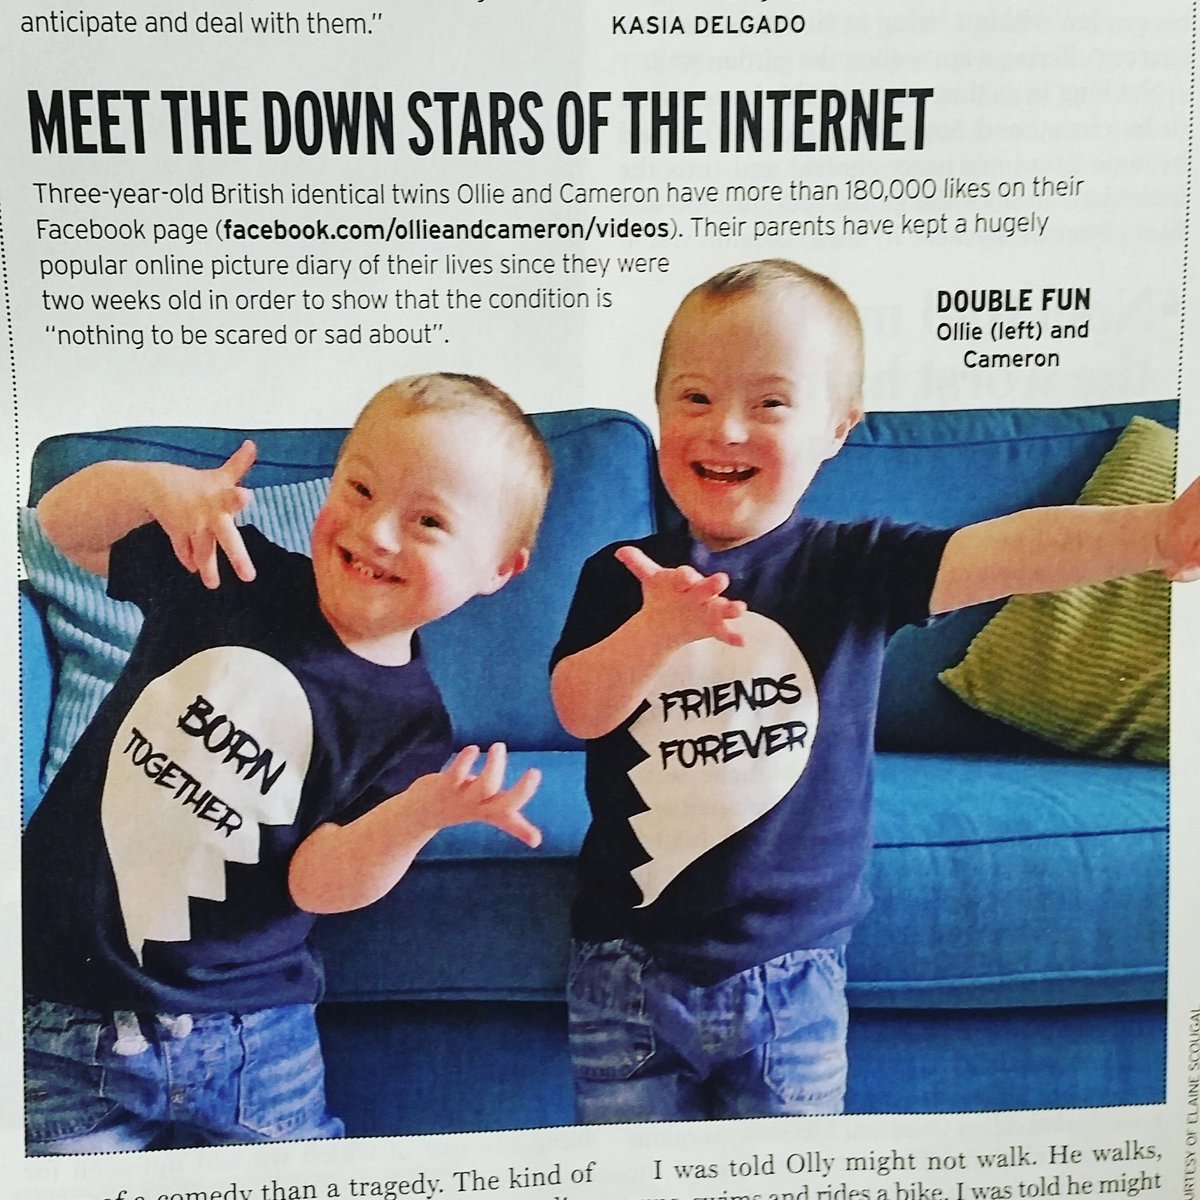 anticipate and deal with them."
KASIA DELGADO
MEET THE DOWN STARS OF THE INTERNET
Three-year-old British identical twins Ollie and Cameron have more than 180,000 likes on their
Facebook page (facebook.com/ollieandcameron/videos). Their parents have kept a hugely
popular online picture diary of their lives since they were
two weeks old in order to show that the condition is
"nothing to be scared or sad about".
DOUBLE FUN
Ollie (left) and
Cameron
BORN
TOGETHER
FRIENDS
FOREVER
OF ELAINE SCOUGAL
of a comedy than a tragedy. The kind of
I was told Olly might not walk. He walks,
swims and rides a bike. I was told he might